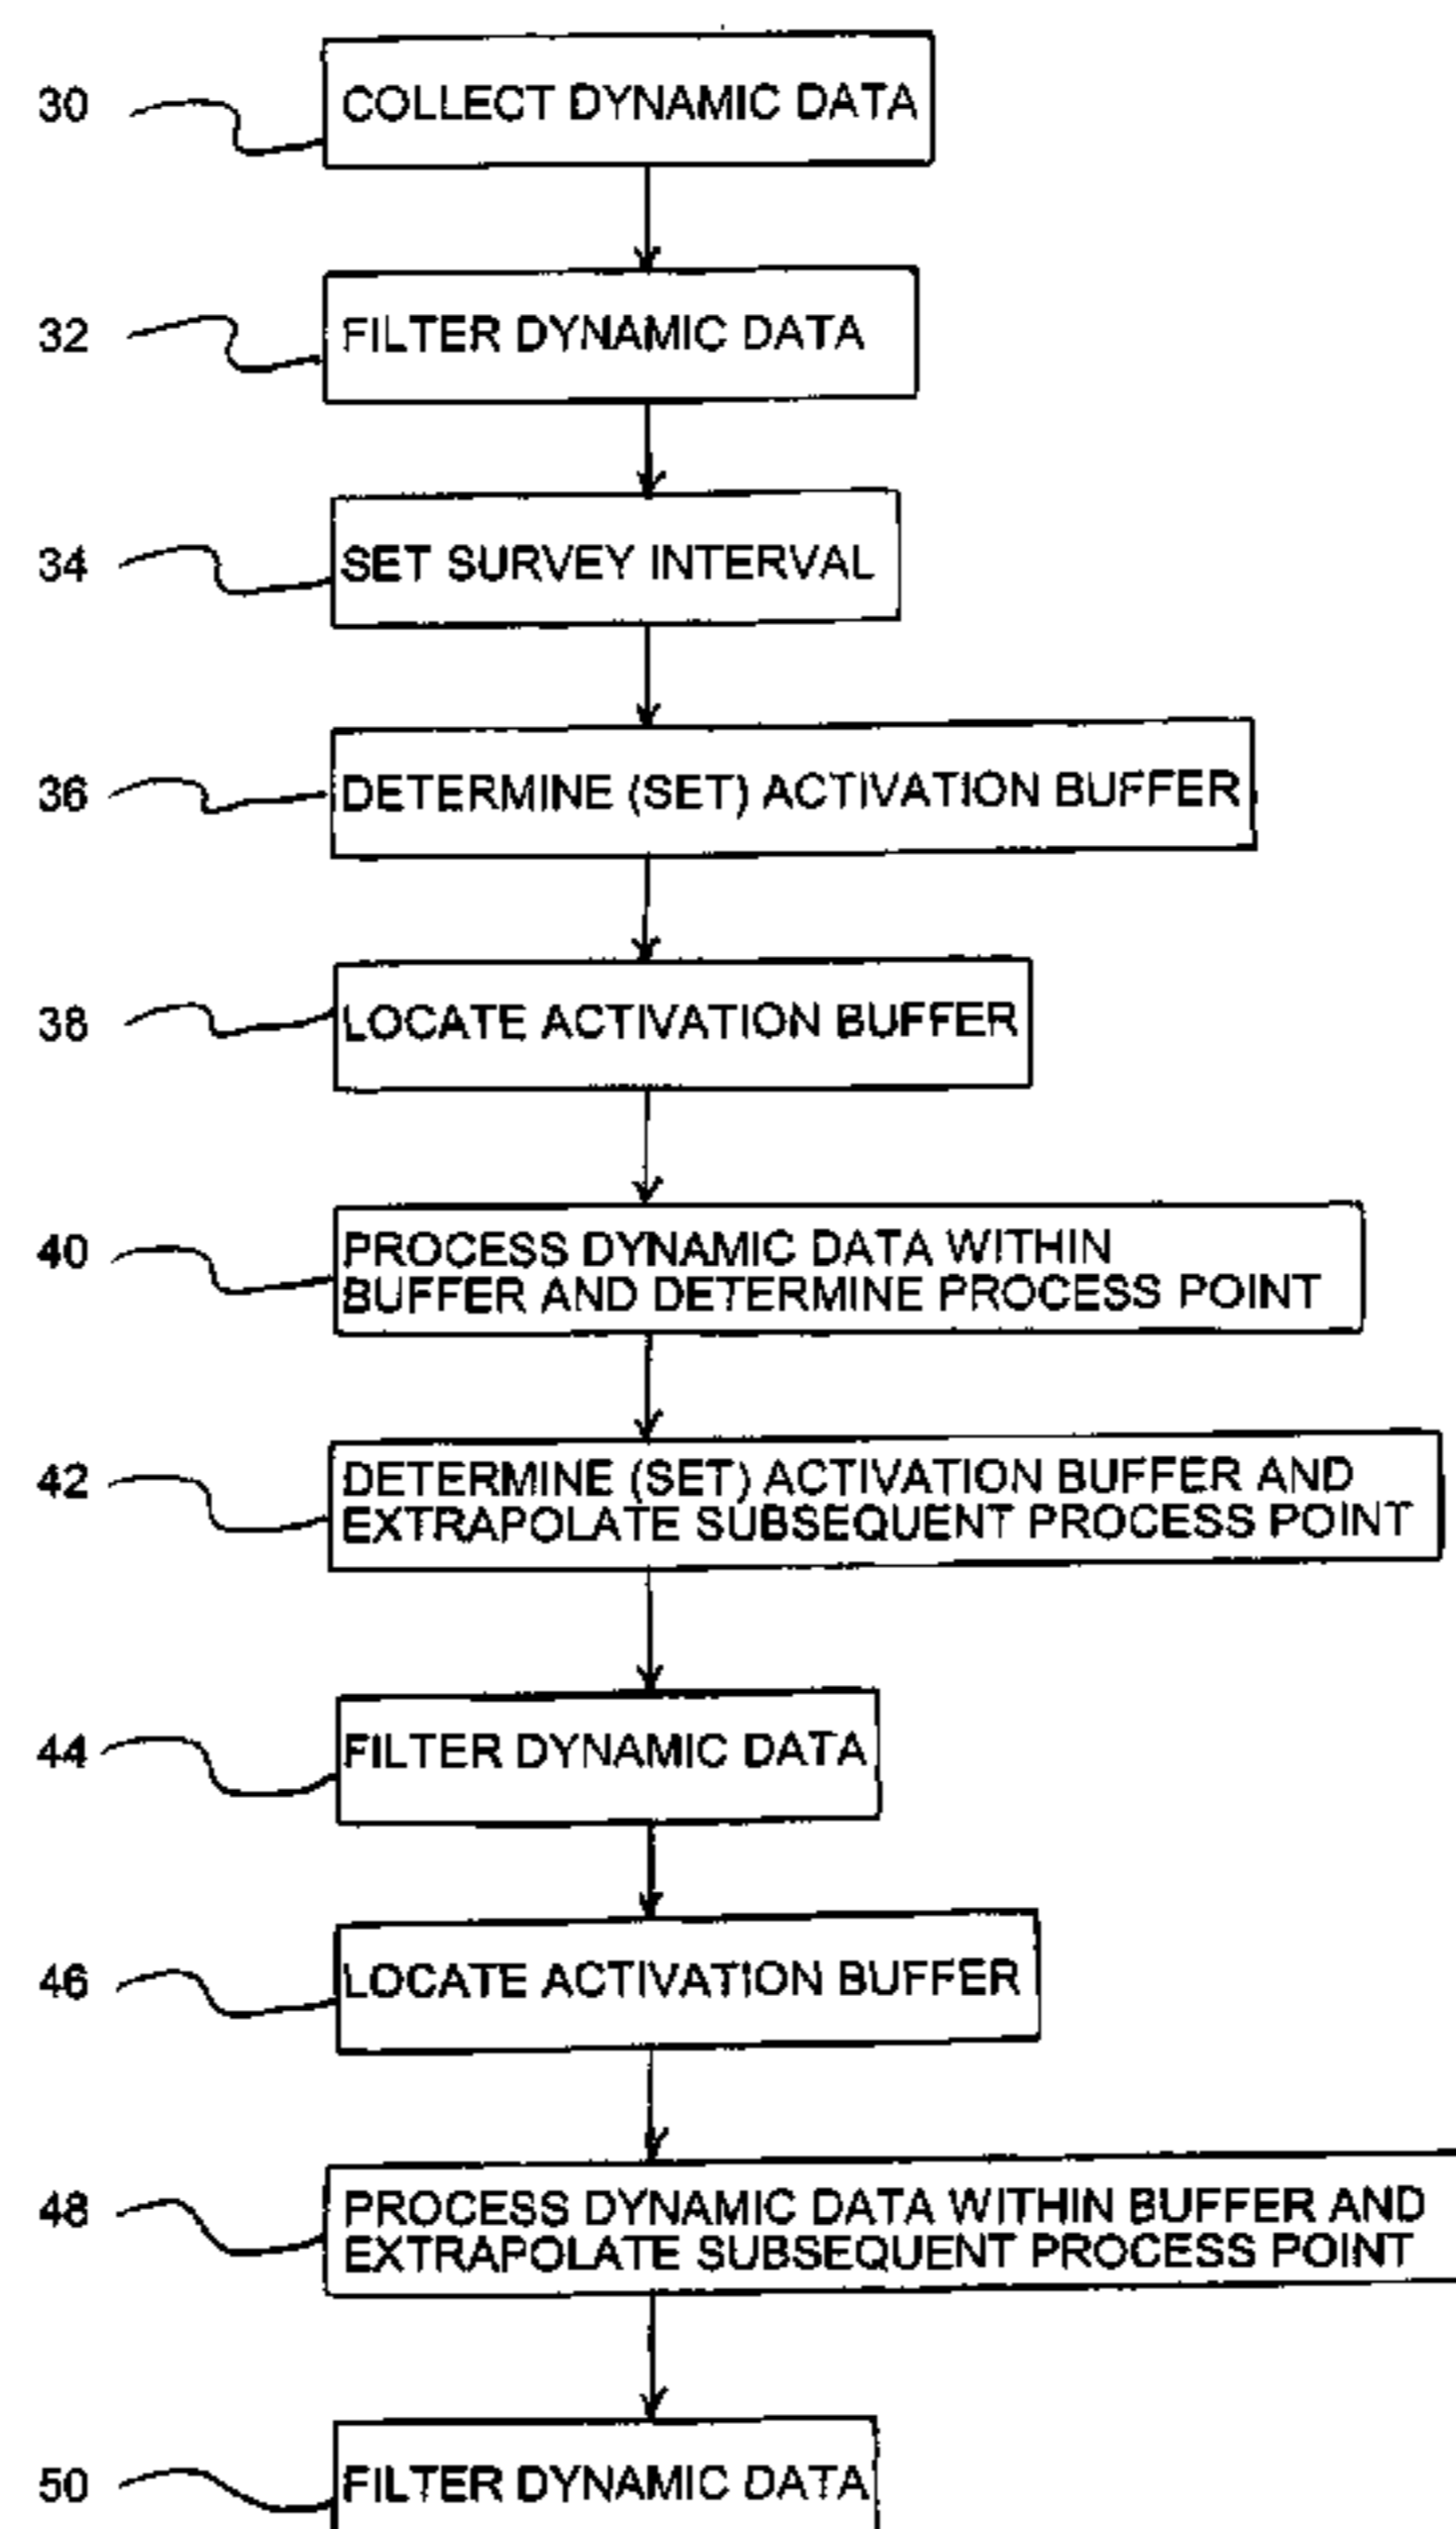 30 COLLECT DYNAMIC DATA
32 FILTER DYNAMIC DATA
34 SET SURVEY INTERVAL
36 DETERMINE (SET) ACTIVATION BUFFER
38 LOCATE ACTIVATION BUFFER
40 PROCESS DYNAMIC DATA WITHIN
BUFFER AND DETERMINE PROCESS POINT
42 DETERMINE (SET) ACTIVATION BUFFER AND
EXTRAPOLATE SUBSEQUENT PROCESS POINT
44 FILTER DYNAMIC DATA
46 LOCATE ACTIVATION BUFFER
48 PROCESS DYNAMIC DATA WITHIN BUFFER AND
EXTRAPOLATE SUBSEQUENT PROCESS POINT
50 FILTER DYNAMIC DATA